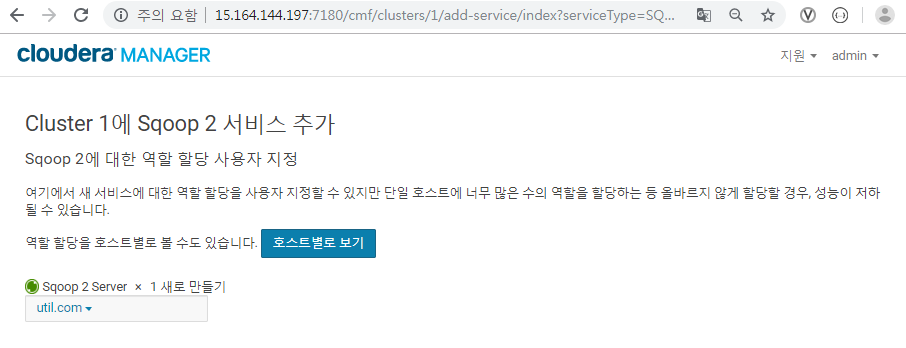 주의 요함 | 15.164.144.197:7180/cmf/clusters/1/add-service/index?serviceType=SQ...
cloudera MANAGER
지원 admin
Cluster 1에 Sqoop 2 서비스 추가
Sqoop 2에 대한 역할 할당 사용자 지정
여기에서 새 서비스에 대한 역할 할당을 사용자 지정할 수 있지만 단일 호스트에 너무 많은 수의 역할을 할당하는 등 올바르지 않게 할당할 경우, 성능이 저하
될 수 있습니다.
역할 할당을 호스트별로 볼 수도 있습니다. 호스트별로 보기
Sqoop 2 Server × 1 새로 만들기
util.com